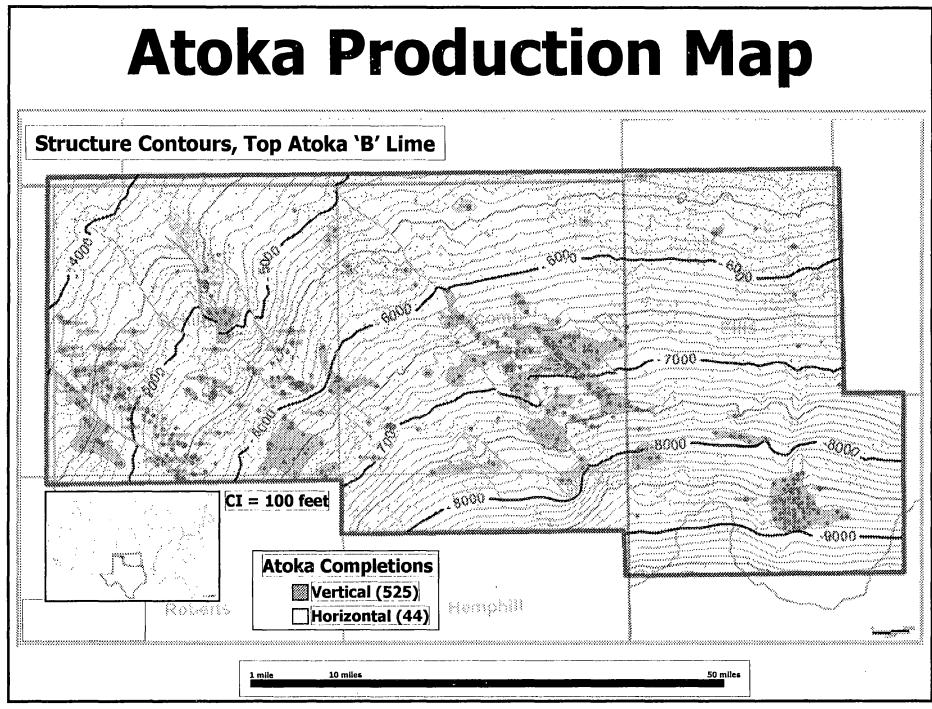 Atoka Production Map
Structure Contours, Top Atoka 'B' Lime
- 4000
- 5000
- 6000
- 6000
- 6000
- 5000
- 6000
- 7000
- 7000
- 8000
- 8000
- 8000
-9000
Ellis
CI = 100 feet
Atoka Completions
Vertical (525)
Horizontal (44)
Roberts
Hemphill
1 mile 10 miles 50 miles